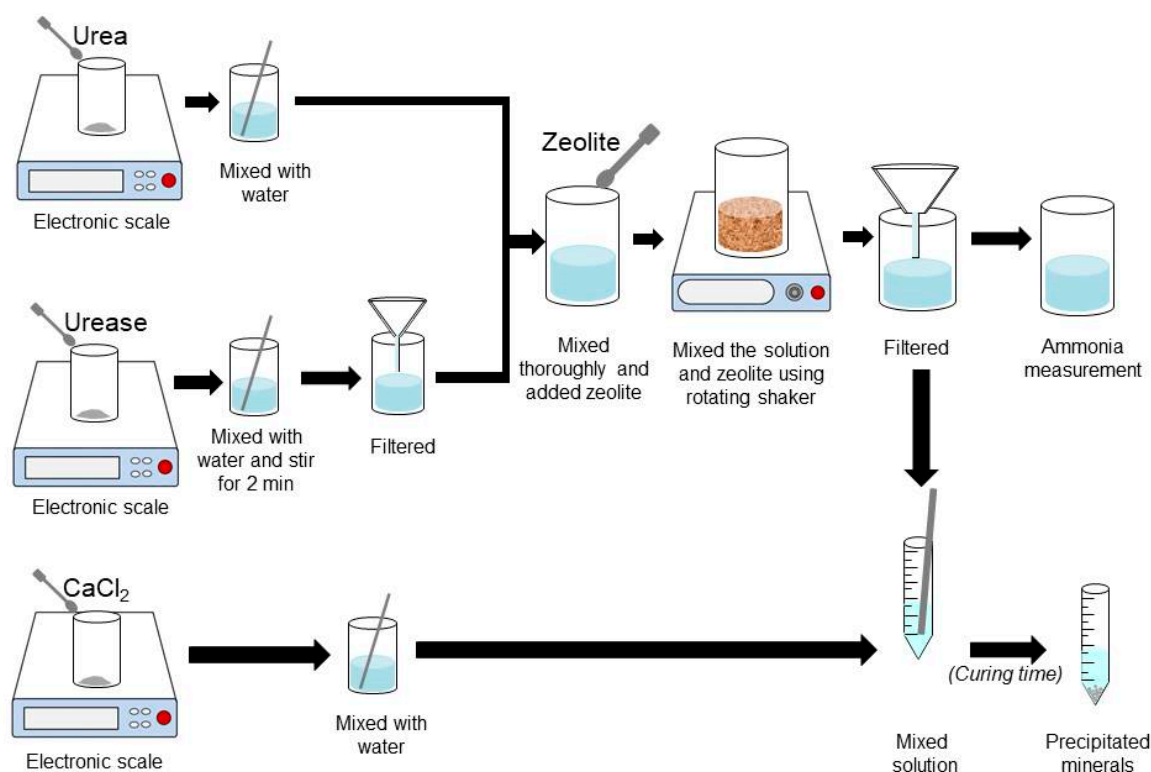 Urea
Electronic scale
Mixed with
water
Urease
Electronic scale
Mixed with
water and stir
for 2 min
Filtered
Zeolite
Mixed
thoroughly and
added zeolite
Mixed the solution
and zeolite using
rotating shaker
Filtered
Ammonia
measurement
CaCl₂
Electronic scale
Mixed with
water
Mixed
solution
(Curing time)
Precipitated
minerals